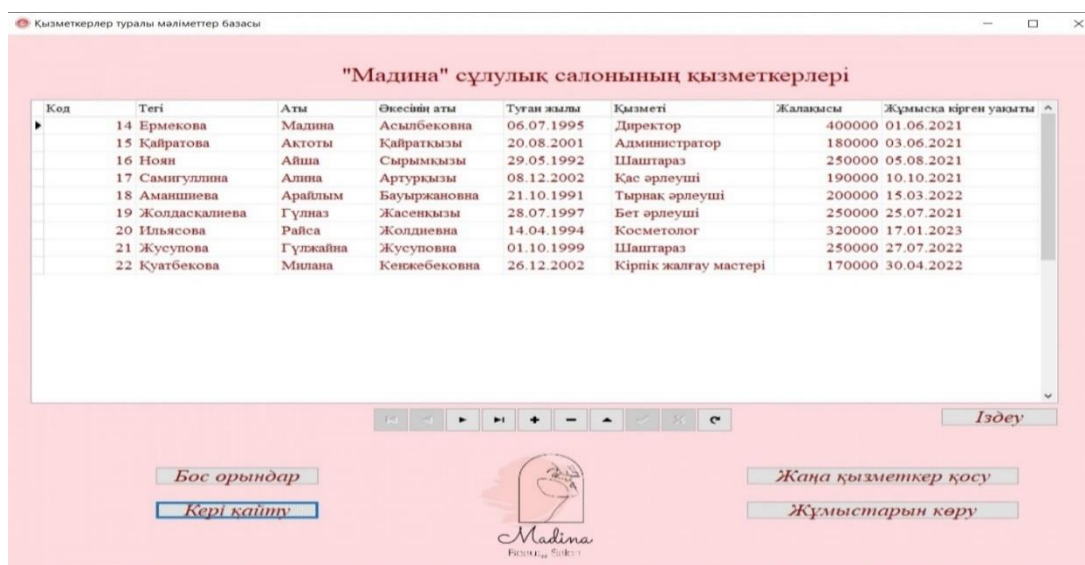 Қызметкерлер туралы мәліметтер базасы
"Мадина" сұлулық салонының қызметкерлері
Код Тегі Аты Әкесінің аты Туған жылы Қызметі Жалақысы Жұмысқа кірген уақыты
14 Ермекова Мадина Асылбековна 06.07.1995 Директор 400000 01.06.2021
15 Қайратова Ақтоты Қайратқызы 20.08.2001 Администратор 180000 03.06.2021
16 Ноян Айша Сырымқызы 29.05.1992 Шаштараз 250000 05.08.2021
17 Самигуллина Алина Артурқызы 08.12.2002 Қас әрлеуші 190000 10.10.2021
18 Аманшиева Арайлым Бауыржановна 21.10.1991 Тырнақ әрлеуші 200000 15.03.2022
19 Жолдасқалиева Гүлназ Жасенқызы 28.07.1997 Бет әрлеуші 250000 25.07.2021
20 Ильясова Райса Жолдиевна 14.04.1994 Косметолог 320000 17.01.2023
21 Жусупова Гүлжайна Жусуповна 01.10.1999 Шаштараз 250000 27.07.2022
22 Қуатбекова Милана Кенжебековна 26.12.2002 Кірпік жалғау мастері 170000 30.04.2022
Іздеу
Бос орындар Жаңа қызметкер қосу
Кері қайту Жұмыстарын көру
Madina
Salon